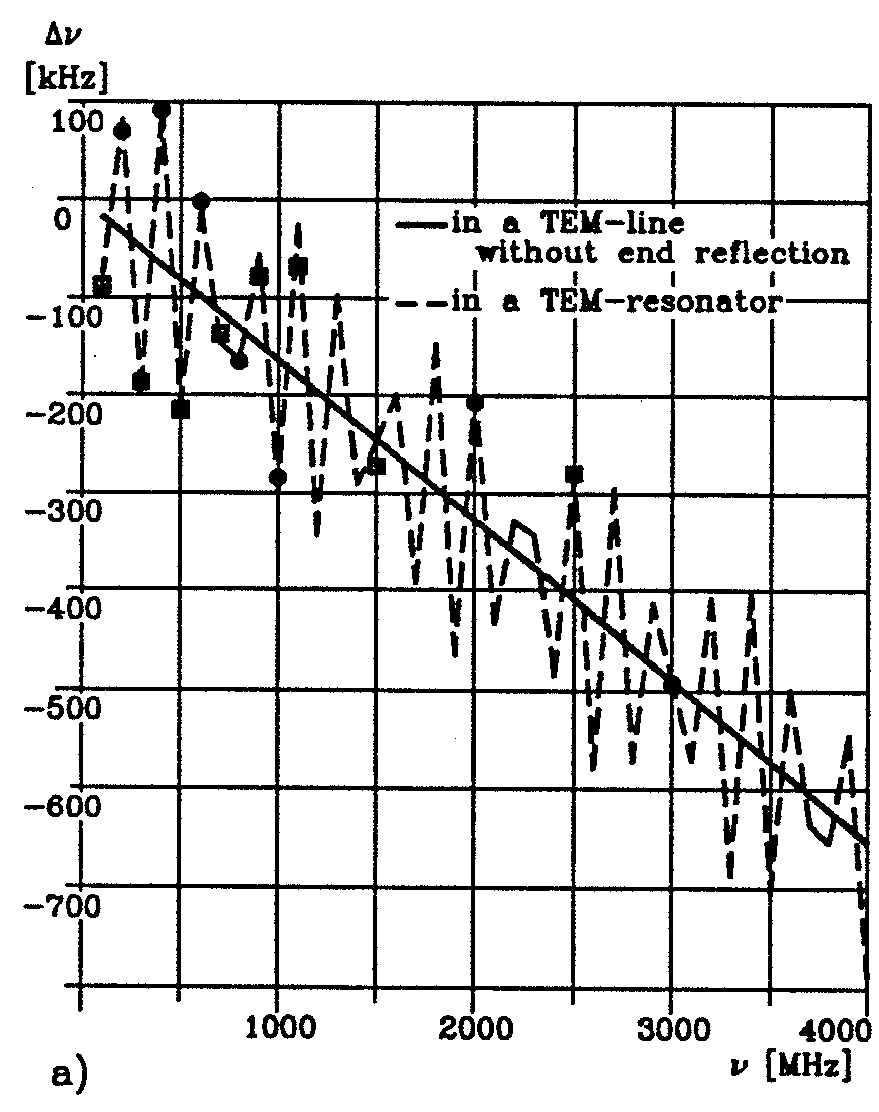 Δν
[kHz]
100
0
in a TEM-line
without end reflection
-100
in a TEM-resonator
-200
-300
-400
-500
-600
-700
1000 2000 3000 4000
ν [MHz]
a)